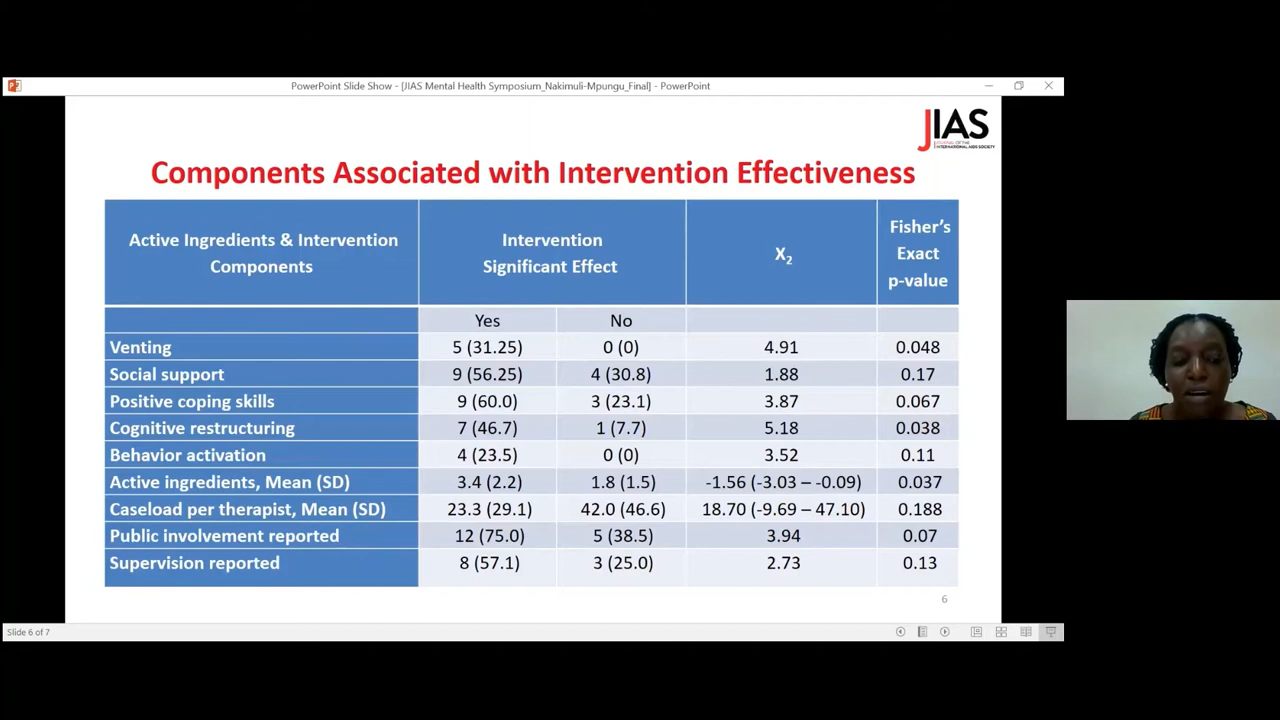 PowerPoint Slide Show - [JIAS Mental Health Symposium_Nakimuli-Mpungu_Final] - PowerPoint
JIAS
JOURNAL OF THE
INTERNATIONAL AIDS SOCIETY
Components Associated with Intervention Effectiveness
Active Ingredients & Intervention Components
Intervention Significant Effect
X2
Fisher's Exact p-value
Yes No
Venting 5 (31.25) 0 (0) 4.91 0.048
Social support 9 (56.25) 4 (30.8) 1.88 0.17
Positive coping skills 9 (60.0) 3 (23.1) 3.87 0.067
Cognitive restructuring 7 (46.7) 1 (7.7) 5.18 0.038
Behavior activation 4 (23.5) 0 (0) 3.52 0.11
Active ingredients, Mean (SD) 3.4 (2.2) 1.8 (1.5) -1.56 (-3.03 – -0.09) 0.037
Caseload per therapist, Mean (SD) 23.3 (29.1) 42.0 (46.6) 18.70 (-9.69 – 47.10) 0.188
Public involvement reported 12 (75.0) 5 (38.5) 3.94 0.07
Supervision reported 8 (57.1) 3 (25.0) 2.73 0.13
6
Slide 6 of 7